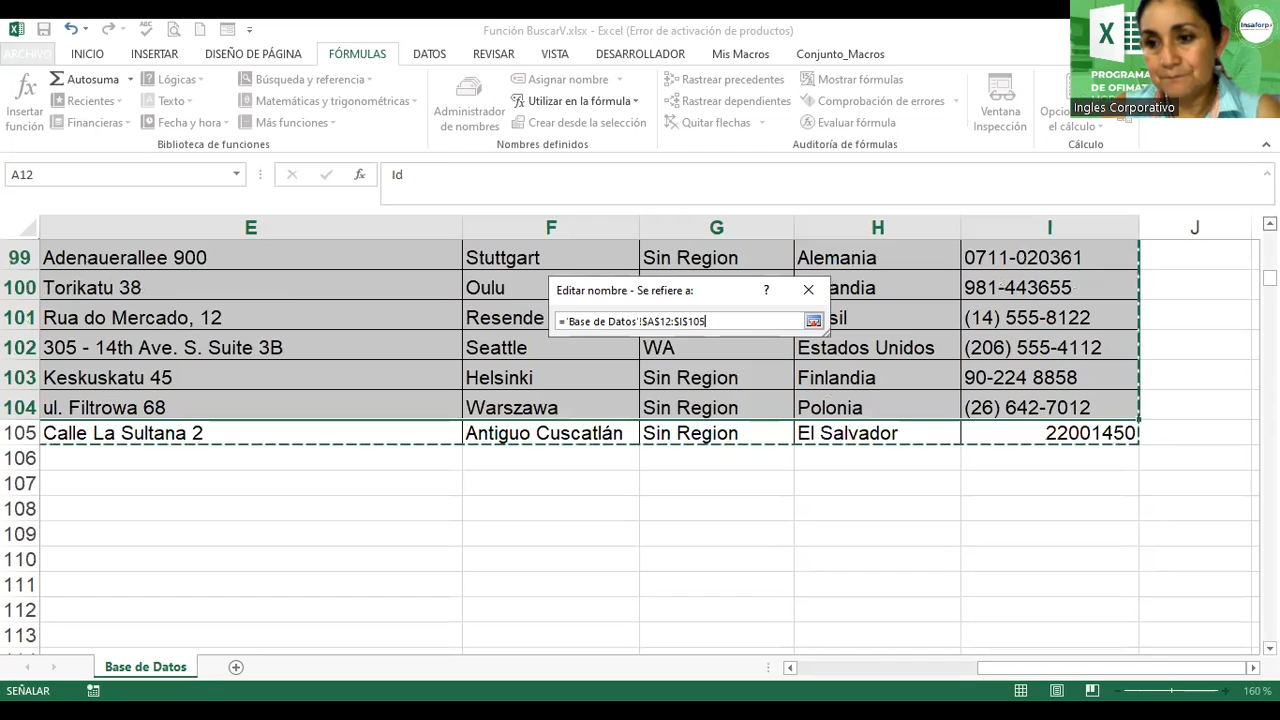 Función BuscarV.xlsx - Excel (Error de activación de productos)
ARCHIVO INICIO INSERTAR DISEÑO DE PÁGINA FÓRMULAS DATOS REVISAR DESARROLLADOR Mis Macros Conjunto_Macros
Insertar función
Autosuma
Recientes
Financieras
Lógicas
Texto
Fecha y hora
Búsqueda y referencia
Matemáticas y trigonométricas
Más funciones
Biblioteca de funciones
Administrador de nombres
Asignar nombre
Utilizar en la fórmula
Crear desde la selección
Nombres definidos
Rastrear precedentes
Rastrear dependientes
Quitar flechas
Mostrar fórmulas
Comprobación de errores
Evaluar fórmula
Auditoría de fórmulas
Ventana Inspección
el cálculo
Cálculo
X
PROGRAMA
DE OFIMA
Insaforp
Ingles Corporativo
A12 fx Id
E F G H I J
99 Adenauerallee 900 Stuttgart Sin Region Alemania 0711-020361
100 Torikatu 38 Oulu landia 981-443655
101 Rua do Mercado, 12 Resende sil (14) 555-8122
102 305 - 14th Ave. S. Suite 3B Seattle WA Estados Unidos (206) 555-4112
103 Keskuskatu 45 Helsinki Sin Region Finlandia 90-224 8858
104 ul. Filtrowa 68 Warszawa Sin Region Polonia (26) 642-7012
105 Calle La Sultana 2 Antiguo Cuscatlán Sin Region El Salvador 22001450
106
107
108
109
110
111
112
113
Editar nombre - Se refiere a: ?
='Base de Datos'!$A$12:$I$105
Base de Datos
SEÑALAR
160 %